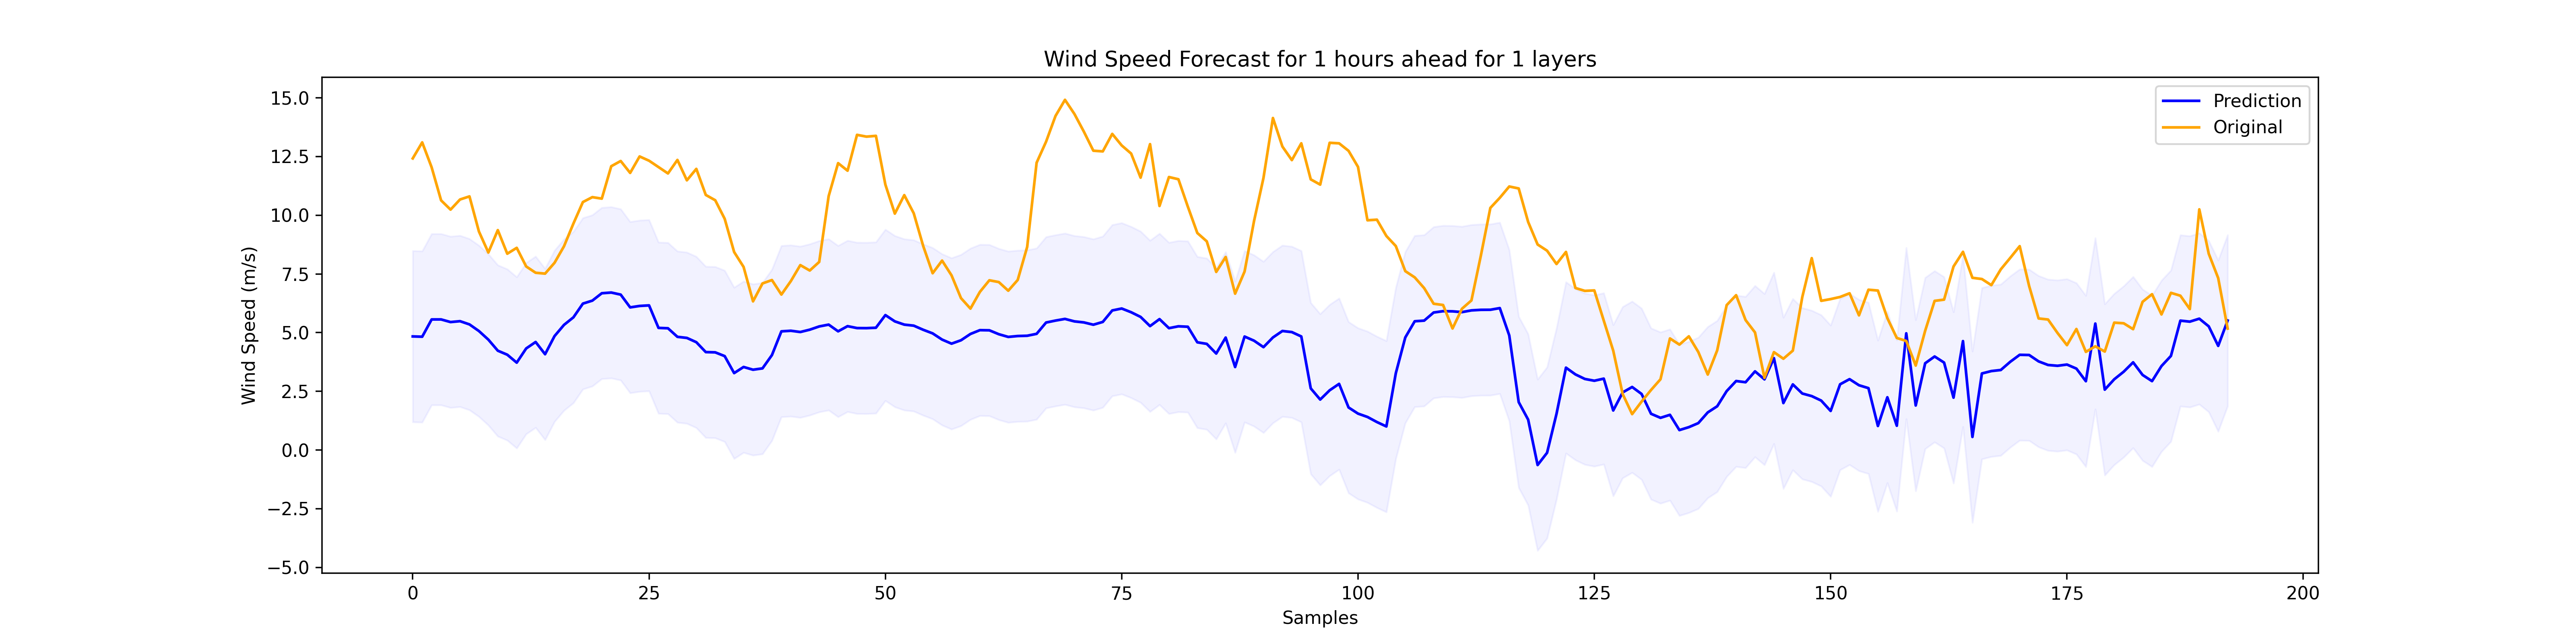 Wind Speed Forecast for 1 hours ahead for 1 layers
Prediction
Original
Wind Speed (m/s)
15.0
12.5
10.0
7.5
5.0
2.5
0.0
−2.5
−5.0
0 25 50 75 100 125 150 175 200
Samples